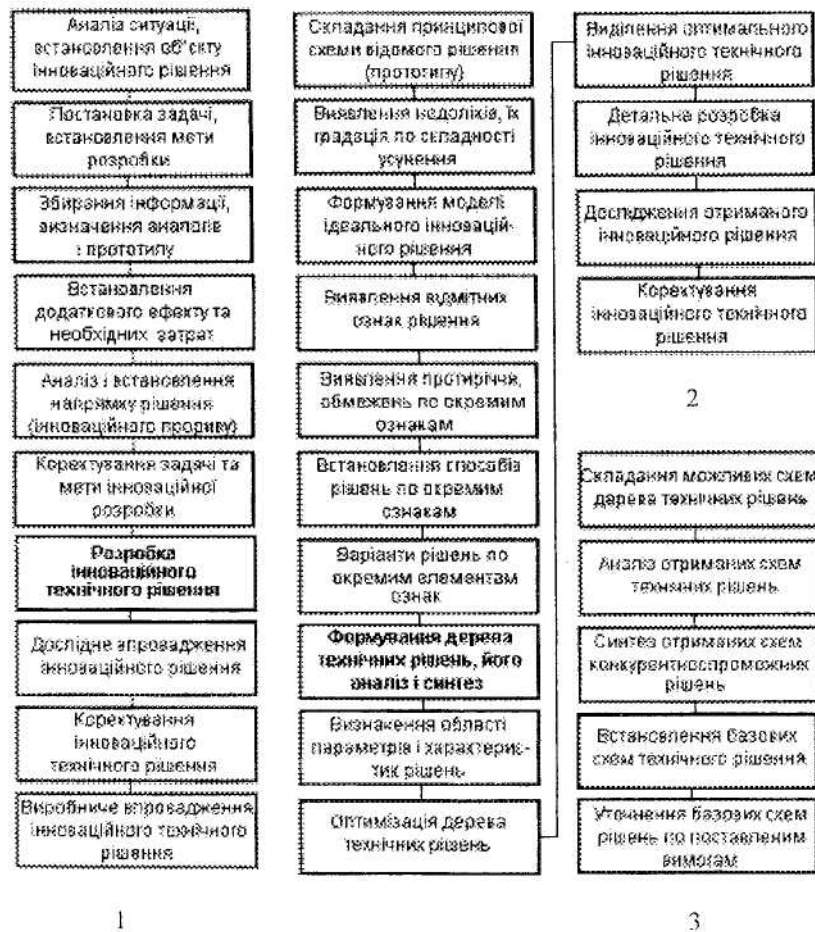 Аналіз ситуації,
встановлення об'єкту
інноваційного рішення
Постановка задачі,
встановлення мети
розробки
Збирання інформації,
визначення аналогів
і прототипу
Встановлення
додаткового ефекту та
необхідних затрат
Аналіз і встановлення
напрямку рішення
(інноваційного прориву)
Коректування задачі та
мети інноваційної
розробки
Розробка
інноваційного
технічного рішення
Дослідне впровадження
інноваційного рішення
Коректування
інноваційного
технічного рішення
Виробниче впровадження
інноваційного технічного
рішення
1
Складання принципової
схеми відомого рішення
(прототипу)
Виявлення недоліків, їх
градація по складності
усунення
Формування моделі
ідеального інновацій-
ного рішення
Виявлення відмітних
ознак рішення
Виявлення протиріччя,
обмежень по окремим
ознакам
Встановлення способів
рішень по окремим
ознакам
Варіанти рішень по
окремим елементам
ознак
Формування дерева
технічних рішень, його
аналіз і синтез
Визначення області
параметрів і характерис-
тик рішень
Оптимізація дерева
технічних рішень
Виділення оптимального
інноваційного технічного
рішення
Детальна розробка
інноваційного технічного
рішення
Дослідження отриманого
інноваційного рішення
Коректування
інноваційного технічного
рішення
2
Складання можливих схем
дерева технічних рішень
Аналіз отриманих схем
технічних рішень
Синтез отриманих схем
конкурентноспроможних
рішень
Встановлення базових
схем технічного рішення
Уточнення базових схем
рішень по поставленим
вимогам
3